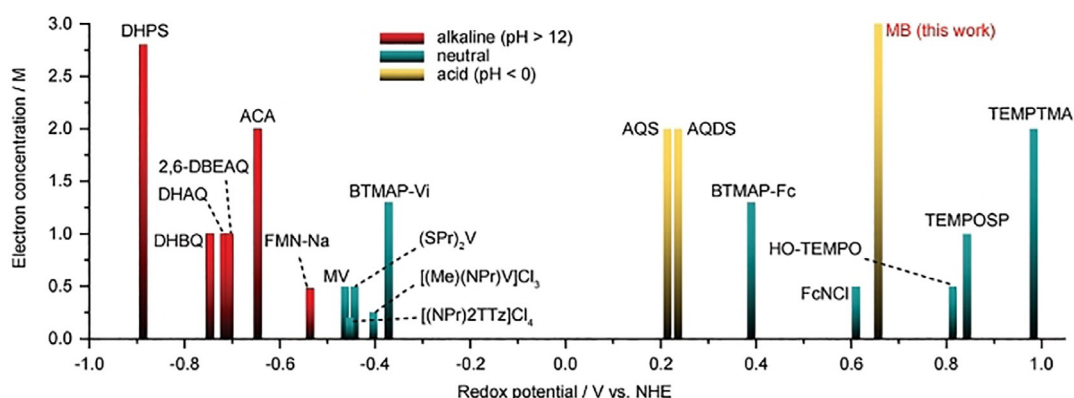 3.0
2.5
2.0
1.5
1.0
0.5
0.0
Electron concentration / M
alkaline (pH > 12)
neutral
acid (pH < 0)
DHPS
MB (this work)
ACA
AQS
AQDS
TEMPTMA
2,6-DBEAQ
DHAQ
BTMAP-Vi
BTMAP-Fc
DHBQ
FMN-Na
(SPr)₂V
TEMPOSP
HO-TEMPO
MV
[(Me)(NPr)V]Cl₃
FcNCl
[(NPr)2TTz]Cl₄
-1.0 -0.8 -0.6 -0.4 -0.2 0.0 0.2 0.4 0.6 0.8 1.0
Redox potential / V vs. NHE